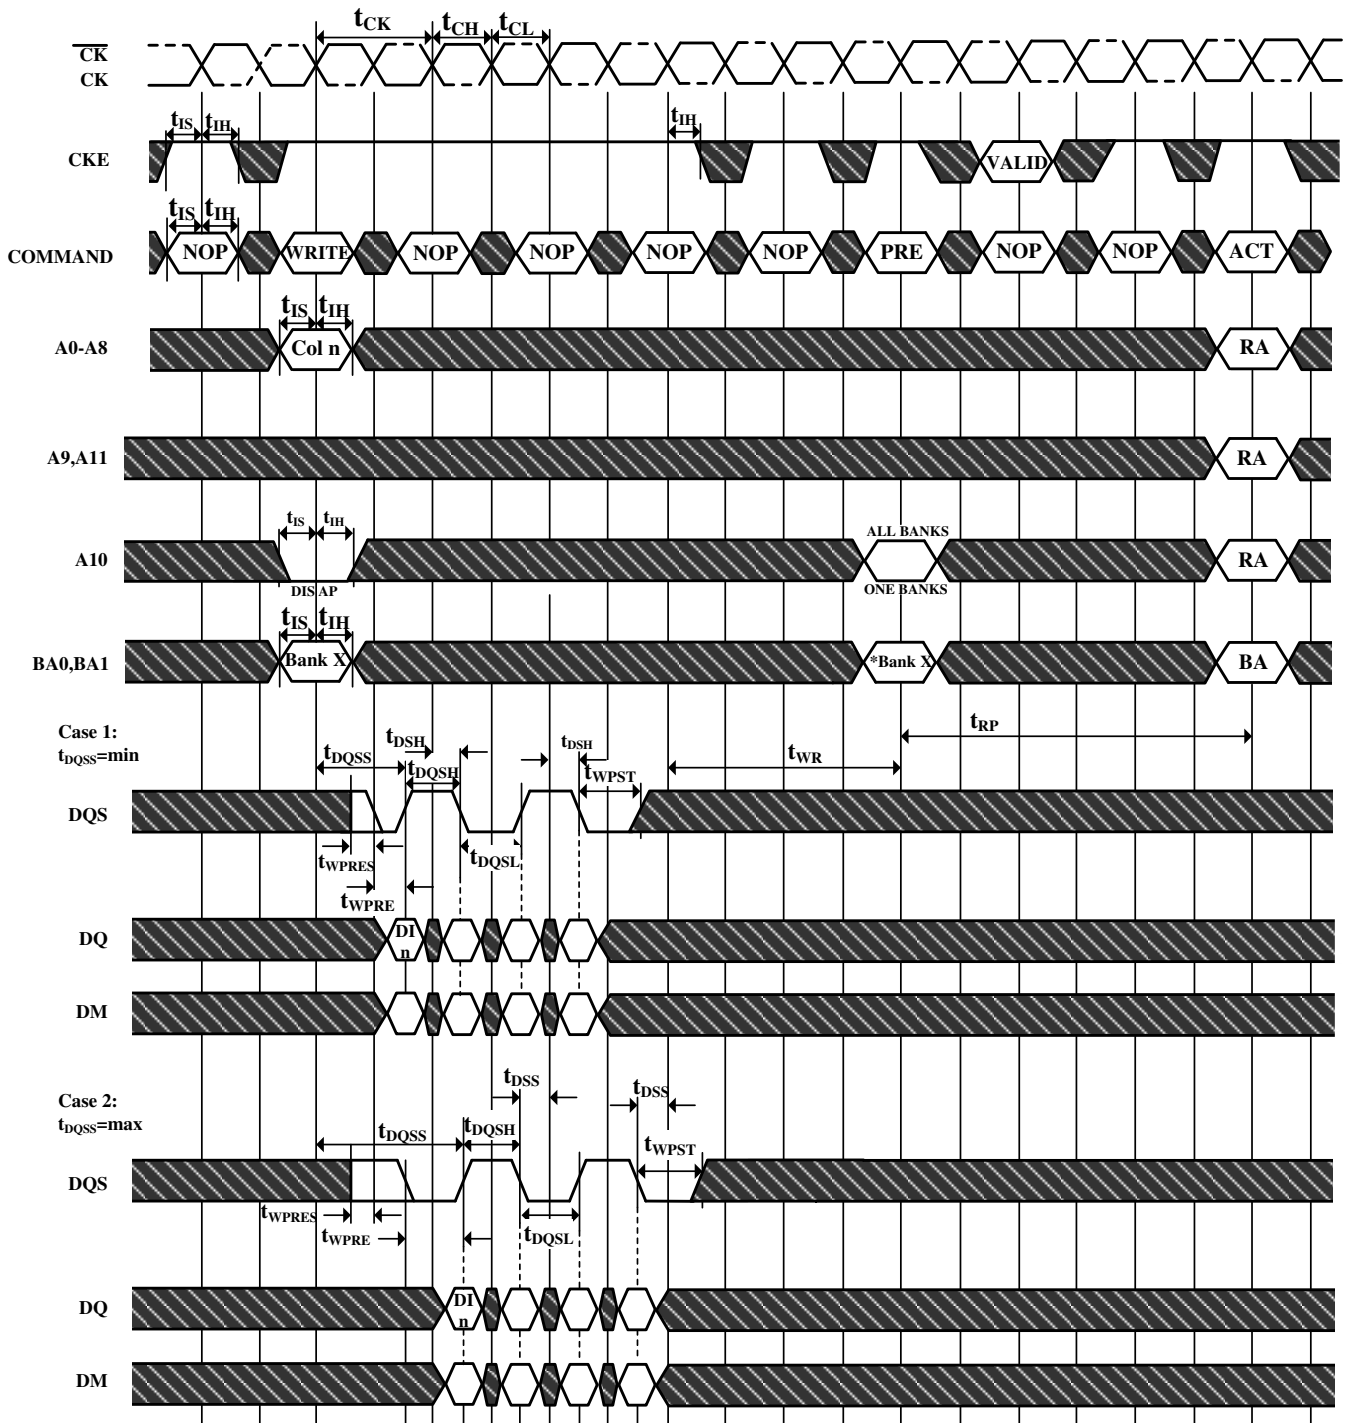 tCK tCH tCL
CK
CK
tIS tIH tIH
CKE VALID
tIS tIH
COMMAND NOP WRITE NOP NOP NOP NOP PRE NOP NOP ACT
tIS tIH
A0-A8 Col n RA
A9,A11 RA
tIS tIH ALL BANKS
A10 RA
DIS AP ONE BANKS
tIS tIH
BA0,BA1 Bank X *Bank X BA
Case 1:
tDQSS=min
tDSH tDSH tRP
tDQSS tDQSH tWPST tWR
DQS
tWPRES tDQSL
tWPRE
DQ DI n
DM
Case 2:
tDQSS=max
tDSS tDSS
tDQSS tDQSH tWPST
DQS
tWPRES
tWPRE tDQSL
DQ DI n
DM